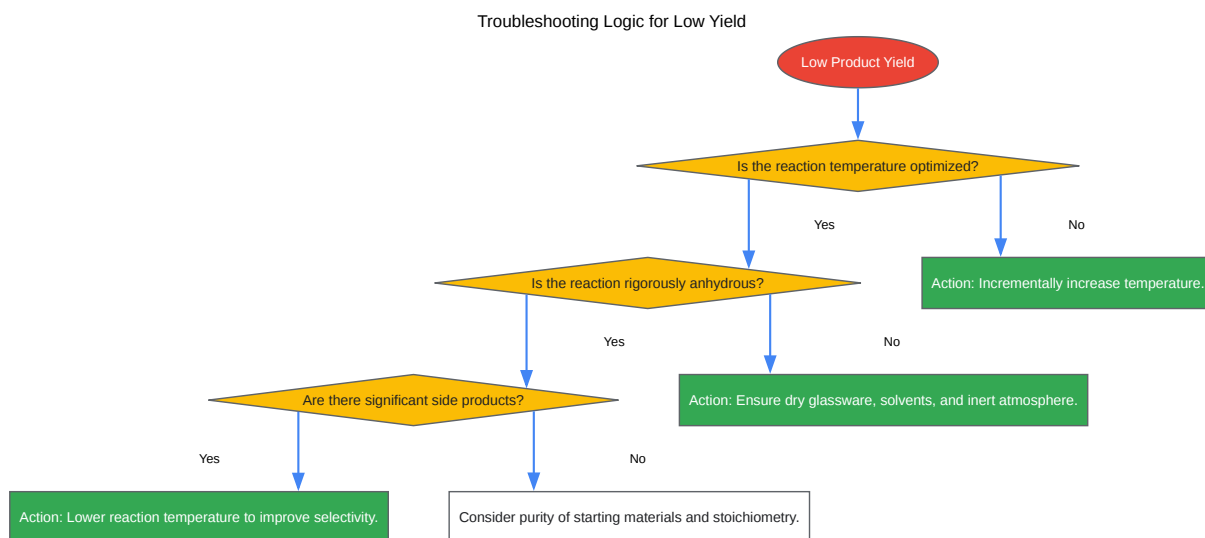 Troubleshooting Logic for Low Yield
Low Product Yield
Is the reaction temperature optimized?
Yes
No
Is the reaction rigorously anhydrous?
Action: Incrementally increase temperature.
Yes
No
Are there significant side products?
Action: Ensure dry glassware, solvents, and inert atmosphere.
Yes
No
Action: Lower reaction temperature to improve selectivity.
Consider purity of starting materials and stoichiometry.